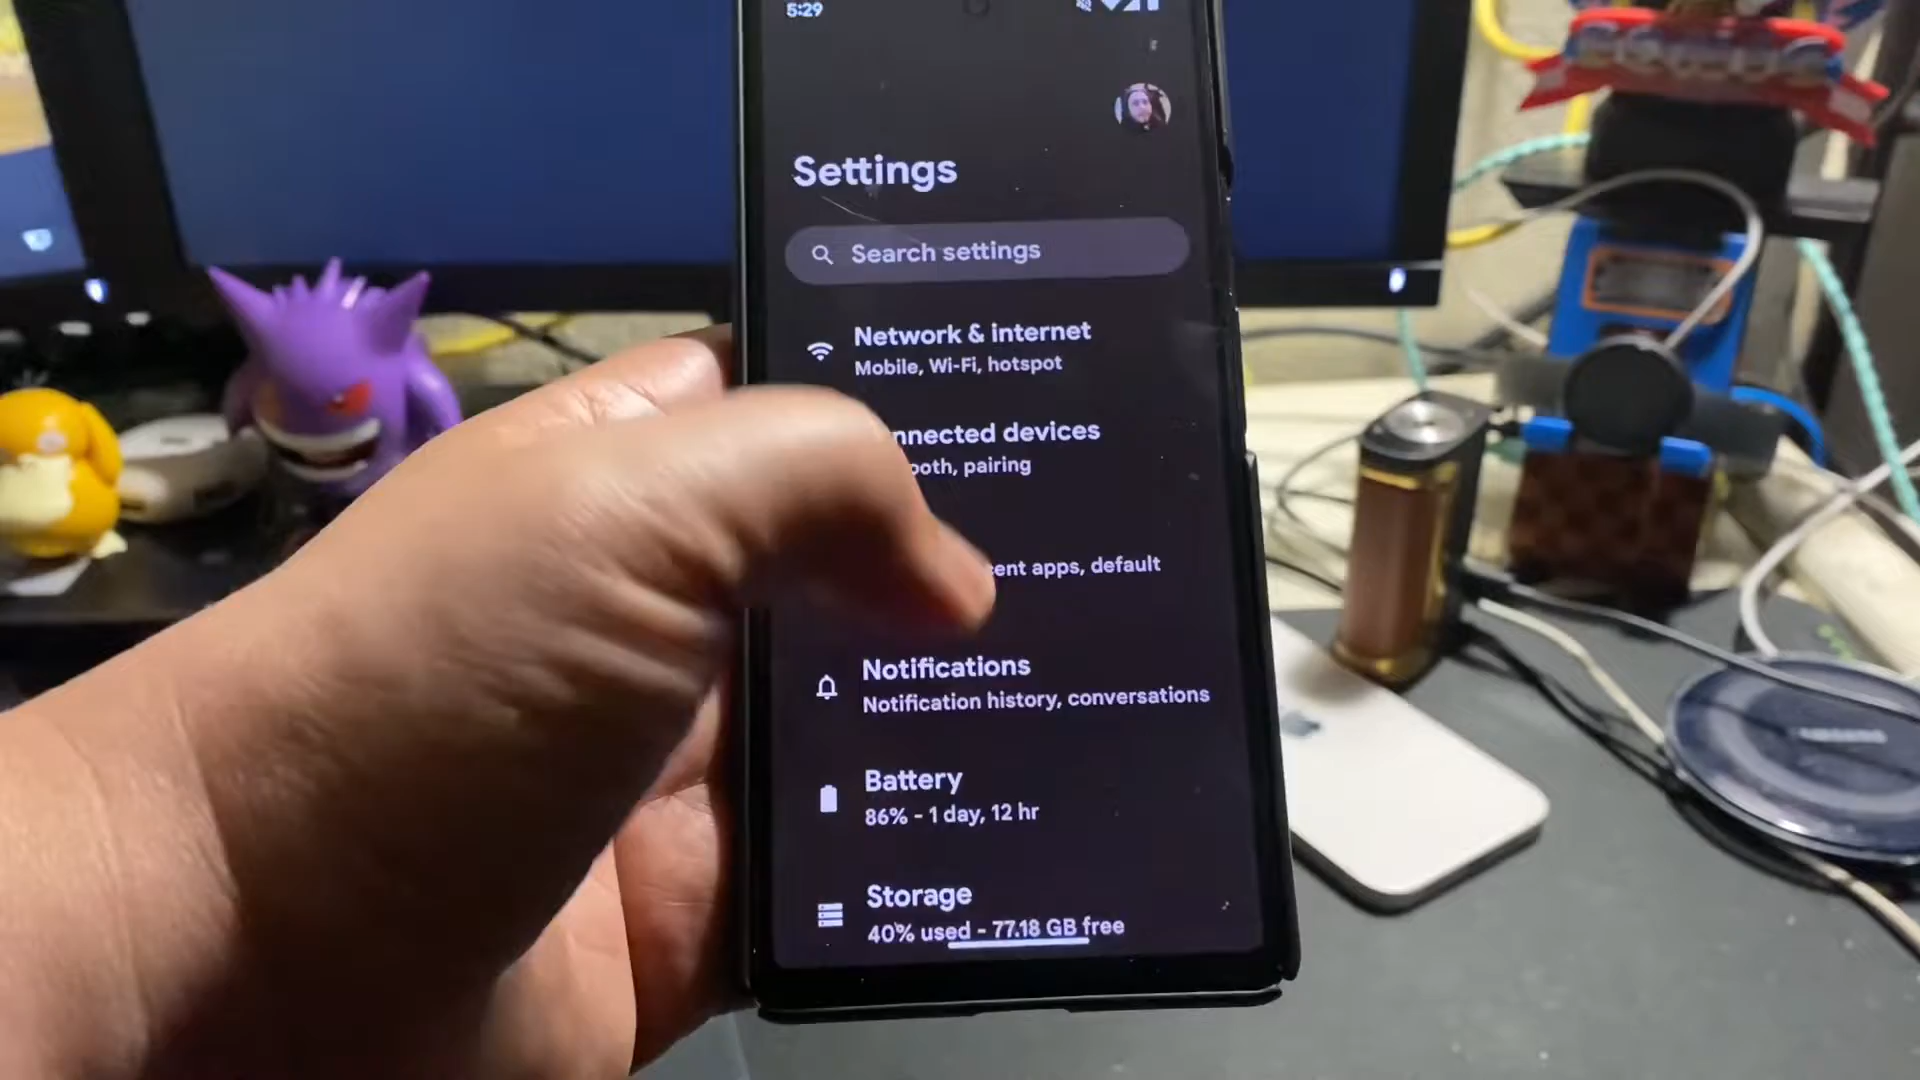 5:29
Settings
Search settings
Network & internet
Mobile, Wi-Fi, hotspot
nnected devices
ooth, pairing
ent apps, default
Notifications
Notification history, conversations
Battery
86% - 1 day, 12 hr
Storage
40% used - 77.18 GB free